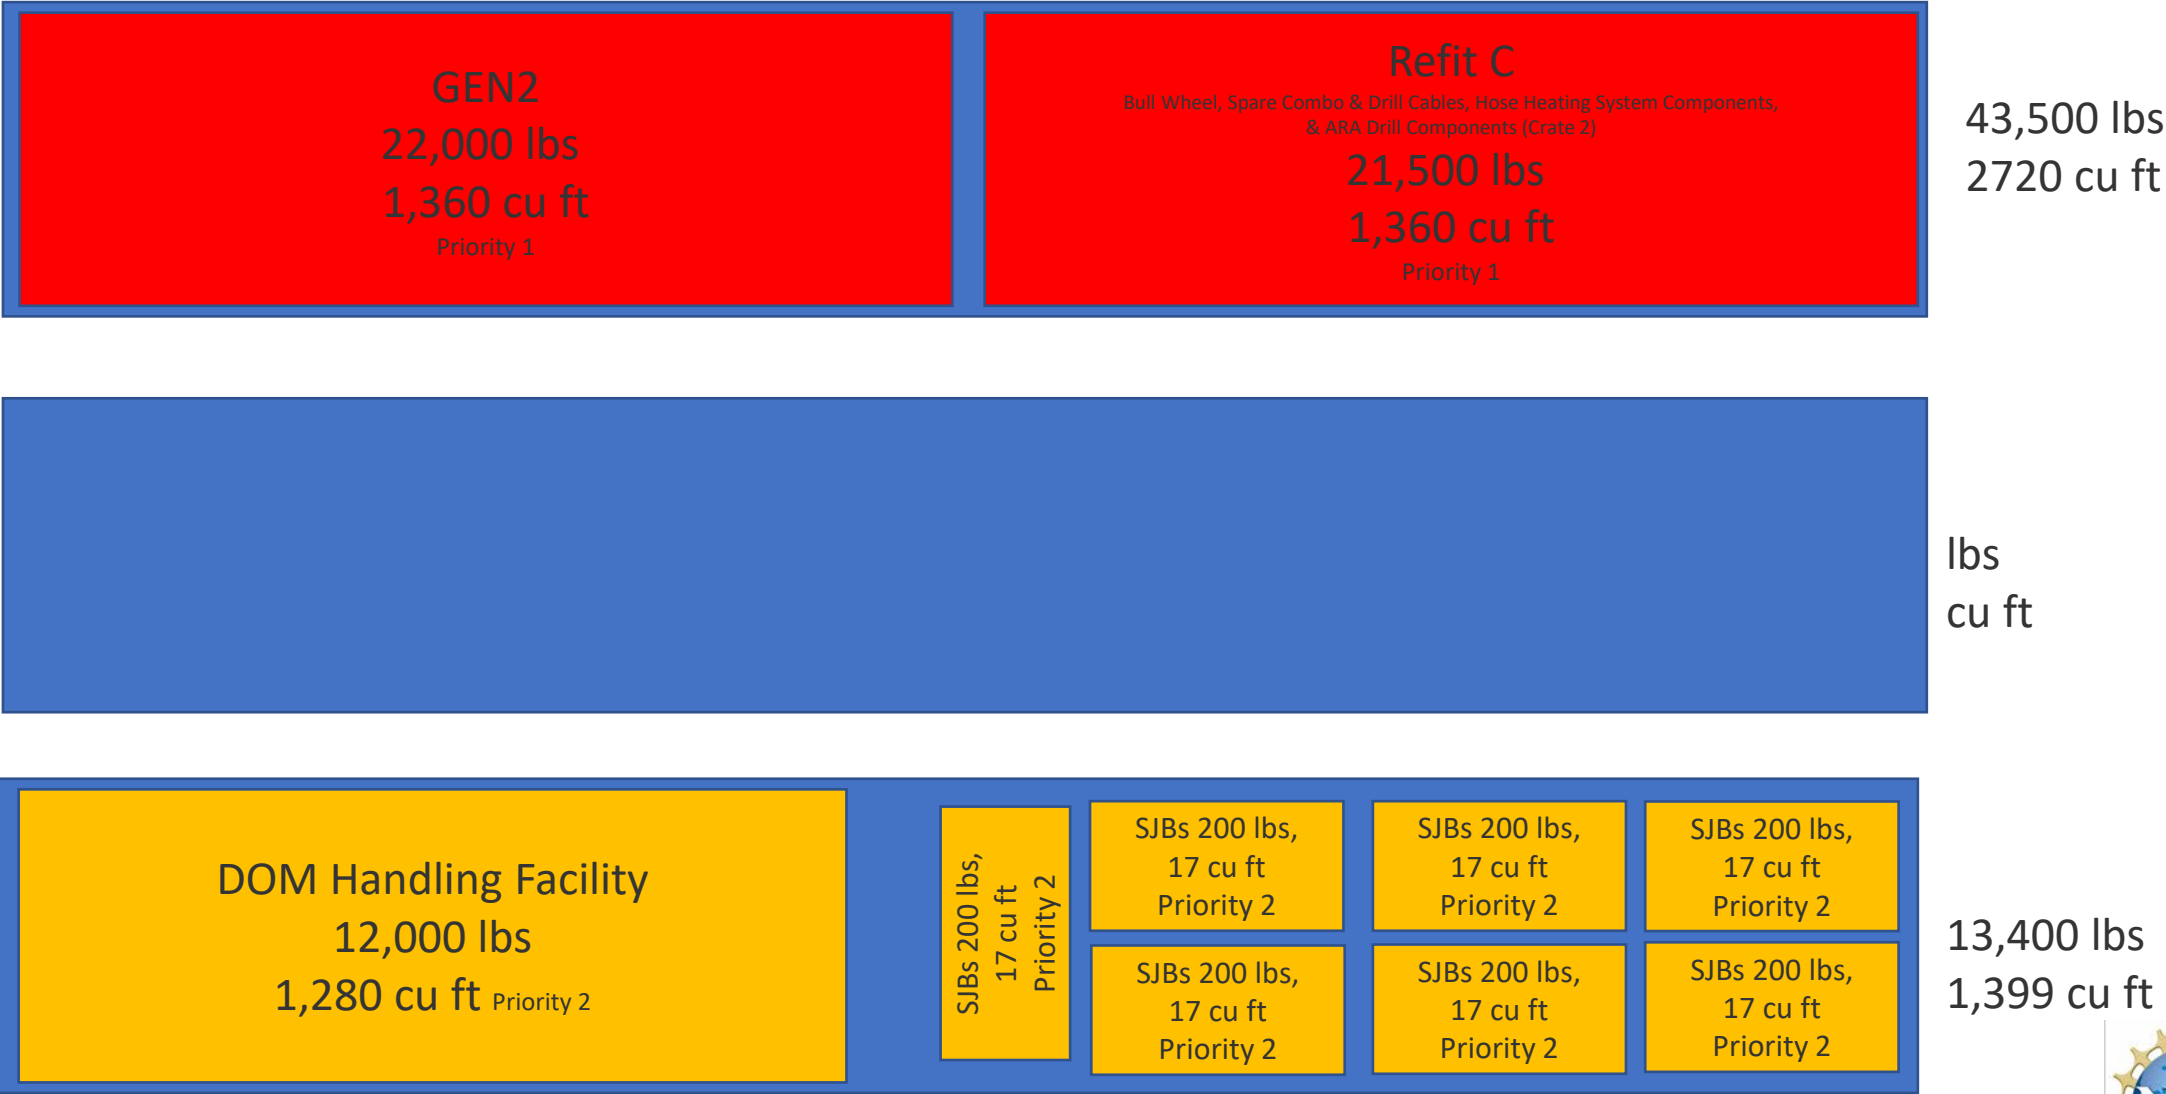 GEN2
22,000 lbs
1,360 cu ft
Priority 1
Refit C
Bull Wheel, Spare Combo & Drill Cables, Hose Heating System Components,
& ARA Drill Components (Crate 2)
21,500 lbs
1,360 cu ft
Priority 1
43,500 lbs
2720 cu ft
lbs
cu ft
DOM Handling Facility
12,000 lbs
1,280 cu ft Priority 2
SJBs 200 lbs,
17 cu ft
Priority 2
SJBs 200 lbs,
17 cu ft
Priority 2
SJBs 200 lbs,
17 cu ft
Priority 2
SJBs 200 lbs,
17 cu ft
Priority 2
SJBs 200 lbs,
17 cu ft
Priority 2
SJBs 200 lbs,
17 cu ft
Priority 2
SJBs 200 lbs,
17 cu ft
Priority 2
13,400 lbs
1,399 cu ft